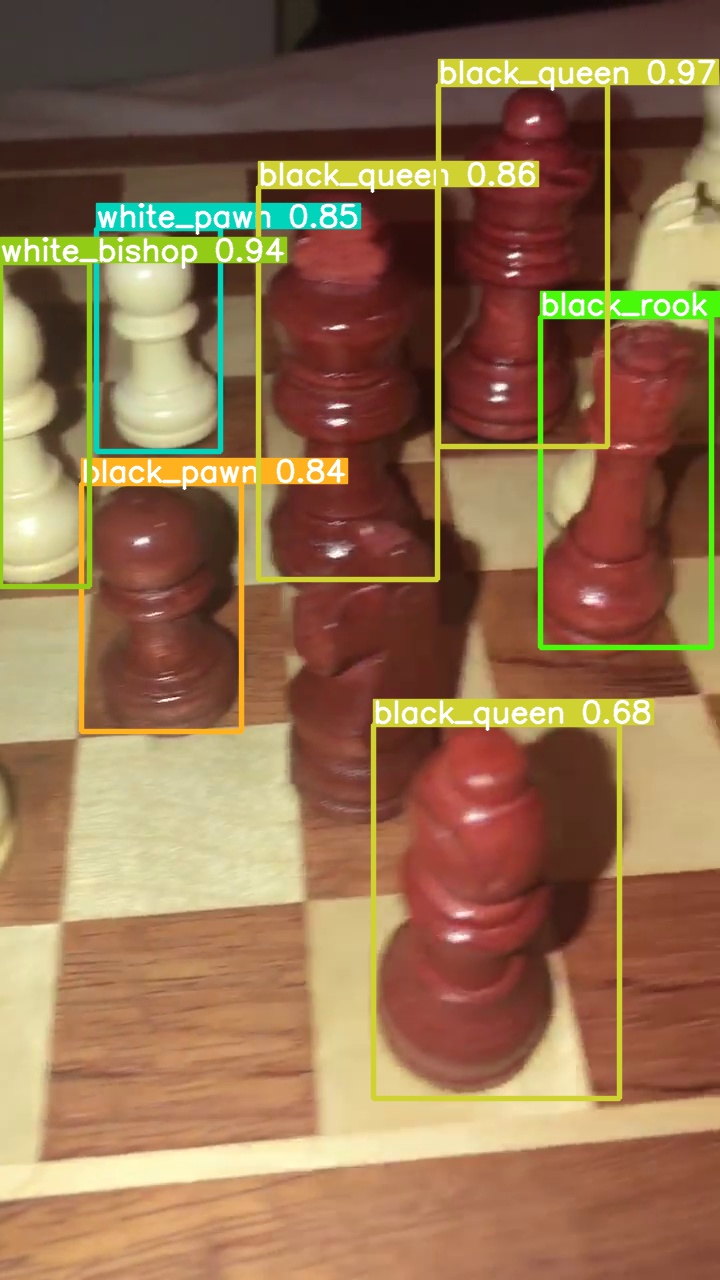 black_queen 0.97
black_queen 0.86
white_pawn 0.85
white_bishop 0.94
black_rook
black_pawn 0.84
black_queen 0.68